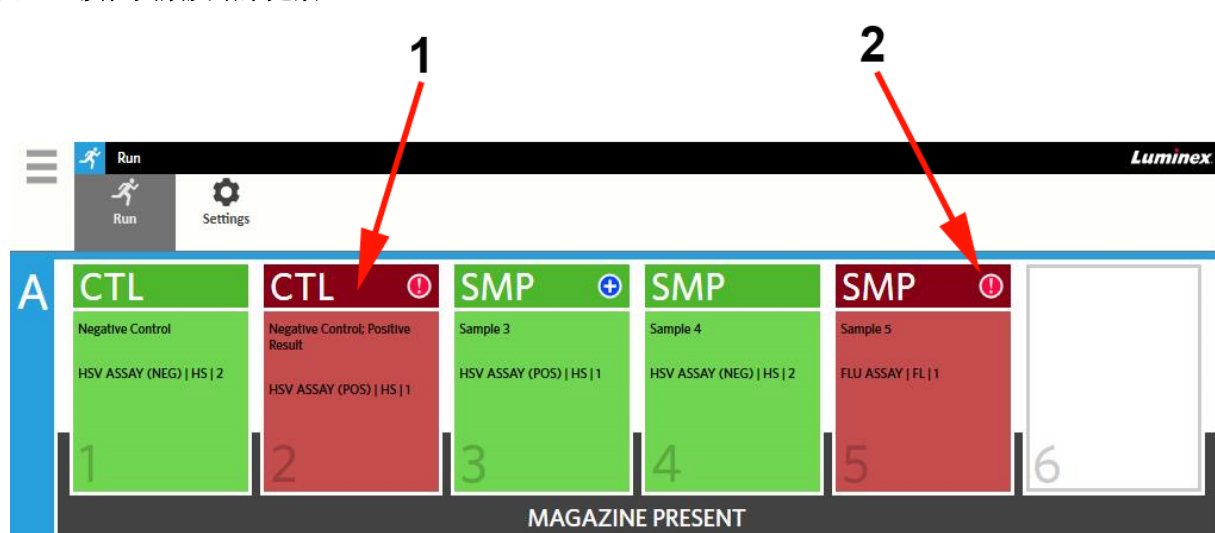 1
2
Run
Luminex
Run
Settings
A
CTL
Negative Control
HSV ASSAY (NEG) | HS | 2
1
CTL
Negative Control; Positive
Result
HSV ASSAY (POS) | HS | 1
2
SMP
Sample 3
HSV ASSAY (POS) | HS | 1
3
SMP
Sample 4
HSV ASSAY (NEG) | HS | 2
4
SMP
Sample 5
FLU ASSAY | FL | 1
5
6
MAGAZINE PRESENT